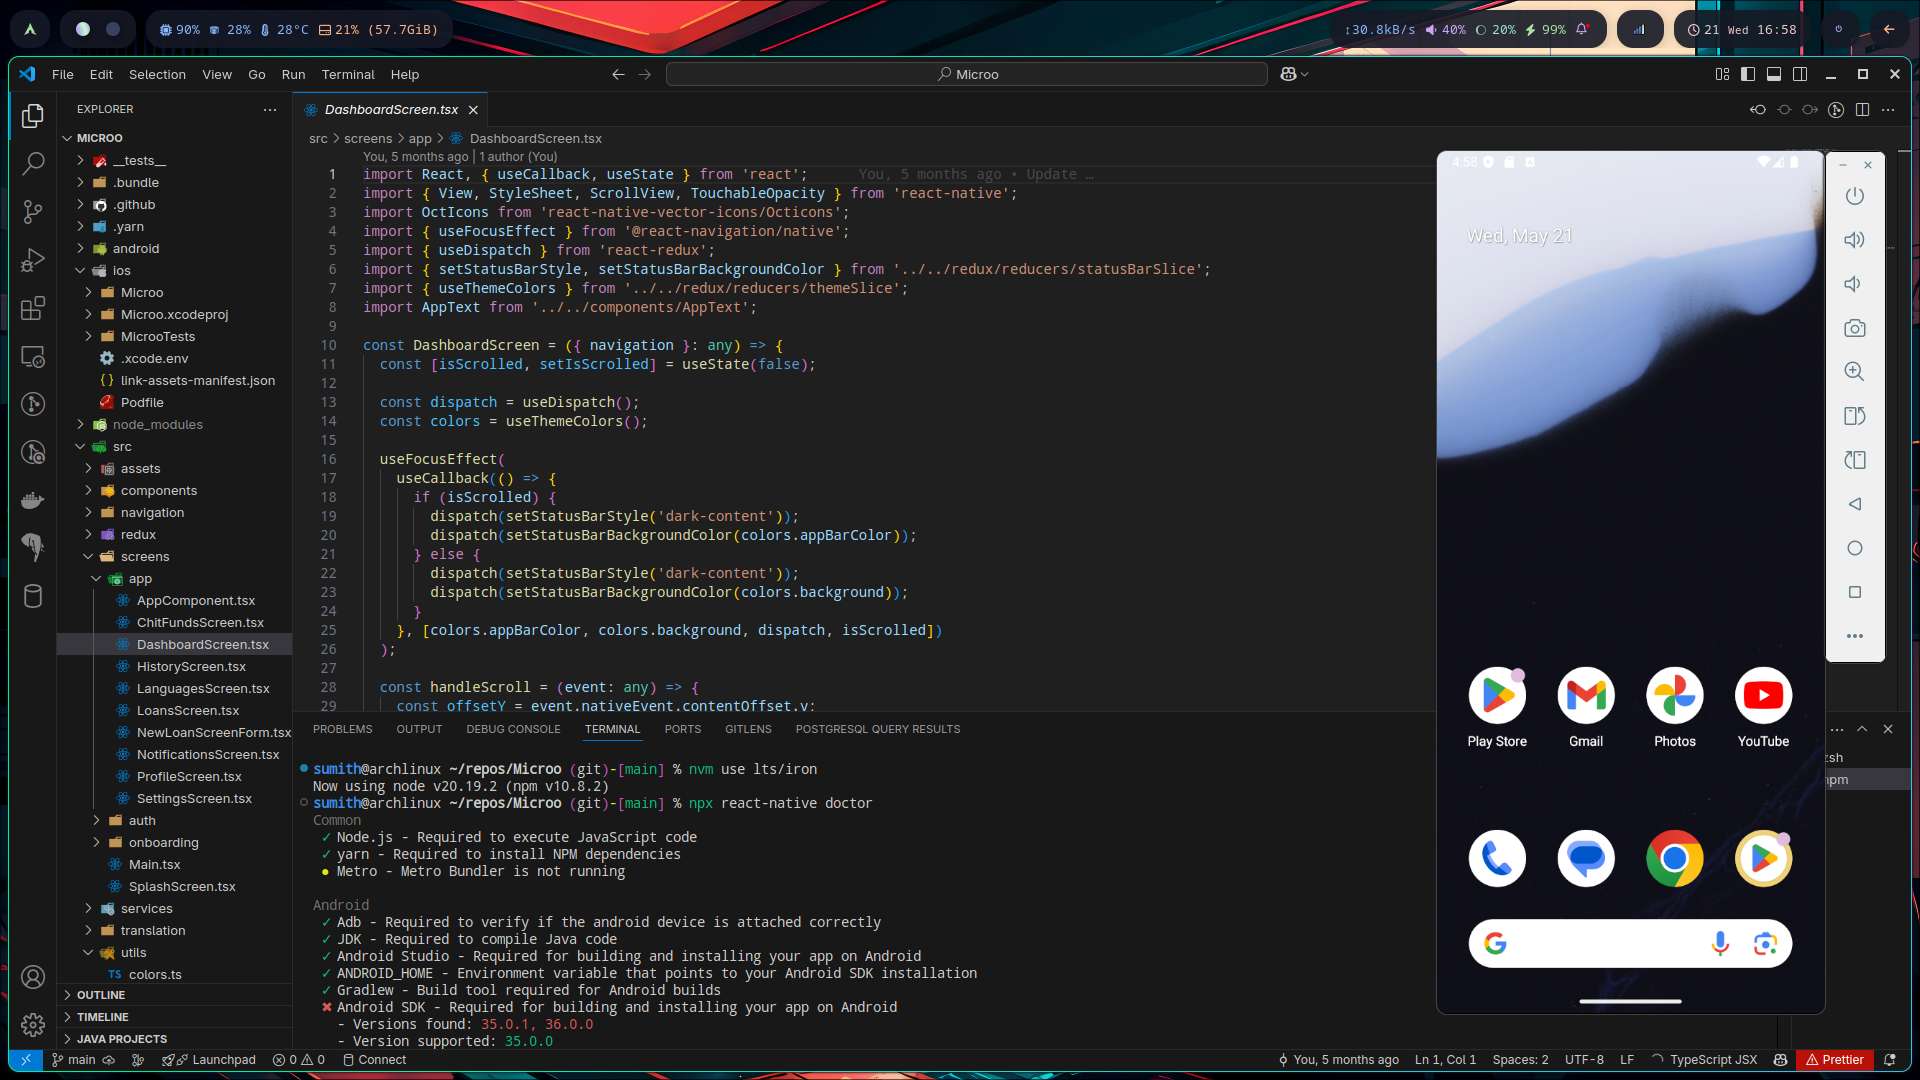 90% 28% 28°C 21% (57.7GiB)
↕30.8kB/s 40% 20% 99%
21 Wed 16:58
File Edit Selection View Go Run Terminal Help
Microo
EXPLORER
MICROO
__tests__
.bundle
.github
.yarn
android
ios
Microo
Microo.xcodeproj
MicrooTests
.xcode.env
link-assets-manifest.json
Podfile
node_modules
src
assets
components
navigation
redux
screens
app
AppComponent.tsx
ChitFundsScreen.tsx
DashboardScreen.tsx
HistoryScreen.tsx
LanguagesScreen.tsx
LoansScreen.tsx
NewLoanScreenForm.tsx
NotificationsScreen.tsx
ProfileScreen.tsx
SettingsScreen.tsx
auth
onboarding
Main.tsx
SplashScreen.tsx
services
translation
utils
TS colors.ts
OUTLINE
TIMELINE
JAVA PROJECTS
DashboardScreen.tsx
src > screens > app > DashboardScreen.tsx
You, 5 months ago | 1 author (You)
1 import React, { useCallback, useState } from 'react'; You, 5 months ago • Update …
2 import { View, StyleSheet, ScrollView, TouchableOpacity } from 'react-native';
3 import OctIcons from 'react-native-vector-icons/Octicons';
4 import { useFocusEffect } from '@react-navigation/native';
5 import { useDispatch } from 'react-redux';
6 import { setStatusBarStyle, setStatusBarBackgroundColor } from '../../redux/reducers/statusBarSlice';
7 import { useThemeColors } from '../../redux/reducers/themeSlice';
8 import AppText from '../../components/AppText';
9
10 const DashboardScreen = ({ navigation }: any) => {
11 const [isScrolled, setIsScrolled] = useState(false);
12
13 const dispatch = useDispatch();
14 const colors = useThemeColors();
15
16 useFocusEffect(
17 useCallback(() => {
18 if (isScrolled) {
19 dispatch(setStatusBarStyle('dark-content'));
20 dispatch(setStatusBarBackgroundColor(colors.appBarColor));
21 } else {
22 dispatch(setStatusBarStyle('dark-content'));
23 dispatch(setStatusBarBackgroundColor(colors.background));
24 }
25 }, [colors.appBarColor, colors.background, dispatch, isScrolled])
26 );
27
28 const handleScroll = (event: any) => {
29 const offsetY = event.nativeEvent.contentOffset.y;
PROBLEMS OUTPUT DEBUG CONSOLE TERMINAL PORTS GITLENS POSTGRESQL QUERY RESULTS
sumith@archlinux ~/repos/Microo (git)-[main] % nvm use lts/iron
Now using node v20.19.2 (npm v10.8.2)
sumith@archlinux ~/repos/Microo (git)-[main] % npx react-native doctor
Common
✓ Node.js - Required to execute JavaScript code
✓ yarn - Required to install NPM dependencies
● Metro - Metro Bundler is not running
Android
✓ Adb - Required to verify if the android device is attached correctly
✓ JDK - Required to compile Java code
✓ Android Studio - Required for building and installing your app on Android
✓ ANDROID_HOME - Environment variable that points to your Android SDK installation
✓ Gradlew - Build tool required for Android builds
✖ Android SDK - Required for building and installing your app on Android
- Versions found: 35.0.1, 36.0.0
- Version supported: 35.0.0
4:58
Wed, May 21
Play Store Gmail Photos YouTube
main Launchpad 0 0 Connect
You, 5 months ago Ln 1, Col 1 Spaces: 2 UTF-8 LF TypeScript JSX Prettier